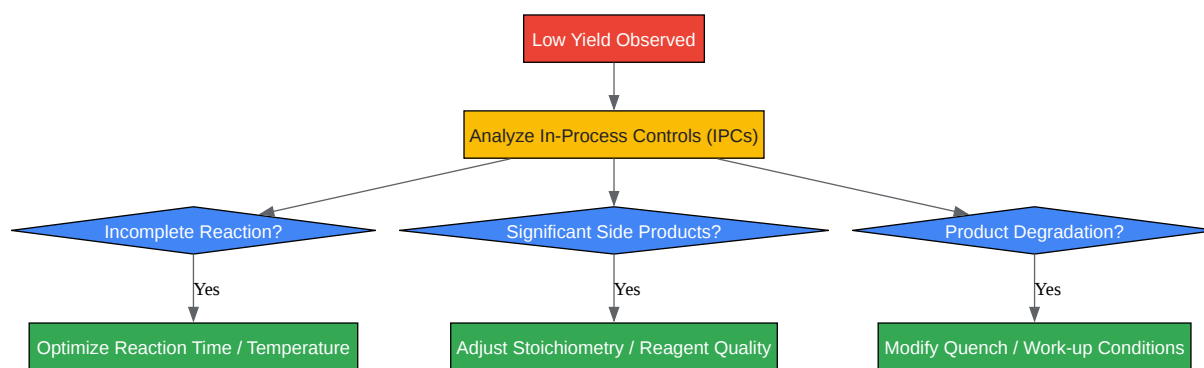 Low Yield Observed
Analyze In-Process Controls (IPCs)
Incomplete Reaction?
Significant Side Products?
Product Degradation?
Yes
Yes
Yes
Optimize Reaction Time / Temperature
Adjust Stoichiometry / Reagent Quality
Modify Quench / Work-up Conditions